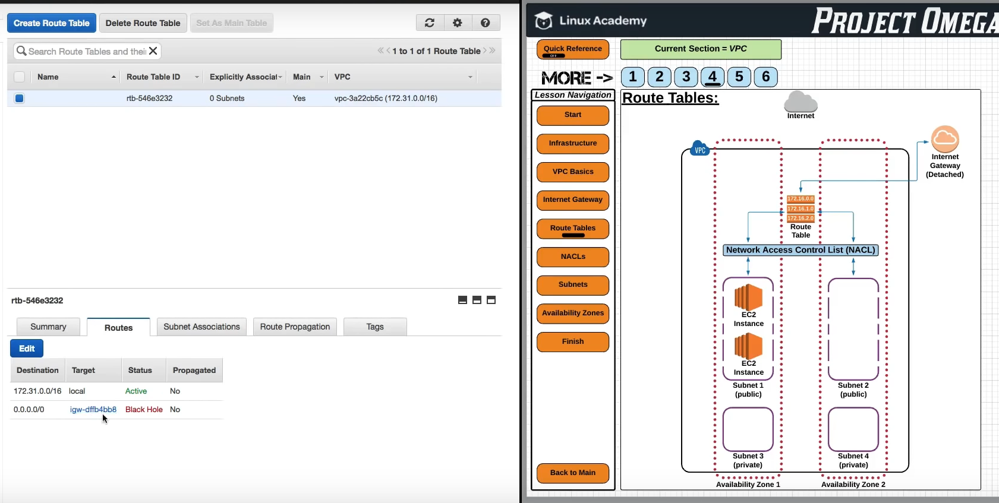 Create Route Table Delete Route Table Set As Main Table
Search Route Tables and thei
1 to 1 of 1 Route Table
Name Route Table ID Explicitly Associat Main VPC
rtb-546e3232 0 Subnets Yes vpc-3a22cb5c (172.31.0.0/16)
rtb-546e3232
Summary Routes Subnet Associations Route Propagation Tags
Edit
Destination Target Status Propagated
172.31.0.0/16 local Active No
0.0.0.0/0 igw-dffb4bb8 Black Hole No
Linux Academy
PROJECT OMEGA
Quick Reference
OFF
Current Section = VPC
MORE -> 1 2 3 4 5 6
Lesson Navigation
Start
Infrastructure
VPC Basics
Internet Gateway
Route Tables
NACLs
Subnets
Availability Zones
Finish
Back to Main
Route Tables:
Internet
VPC
Internet
Gateway
(Detached)
172.16.0.0
172.16.1.0
172.16.2.0
Route
Table
Network Access Control List (NACL)
EC2
Instance
EC2
Instance
Subnet 1
(public)
Subnet 2
(public)
Subnet 3
(private)
Subnet 4
(private)
Availability Zone 1
Availability Zone 2